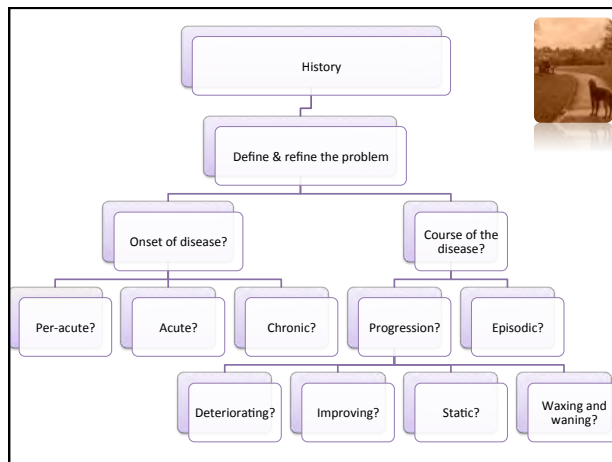 History
Define & refine the problem
Onset of disease?
Course of the
disease?
Per-acute?
Acute?
Chronic?
Progression?
Episodic?
Deteriorating?
Improving?
Static?
Waxing and
waning?